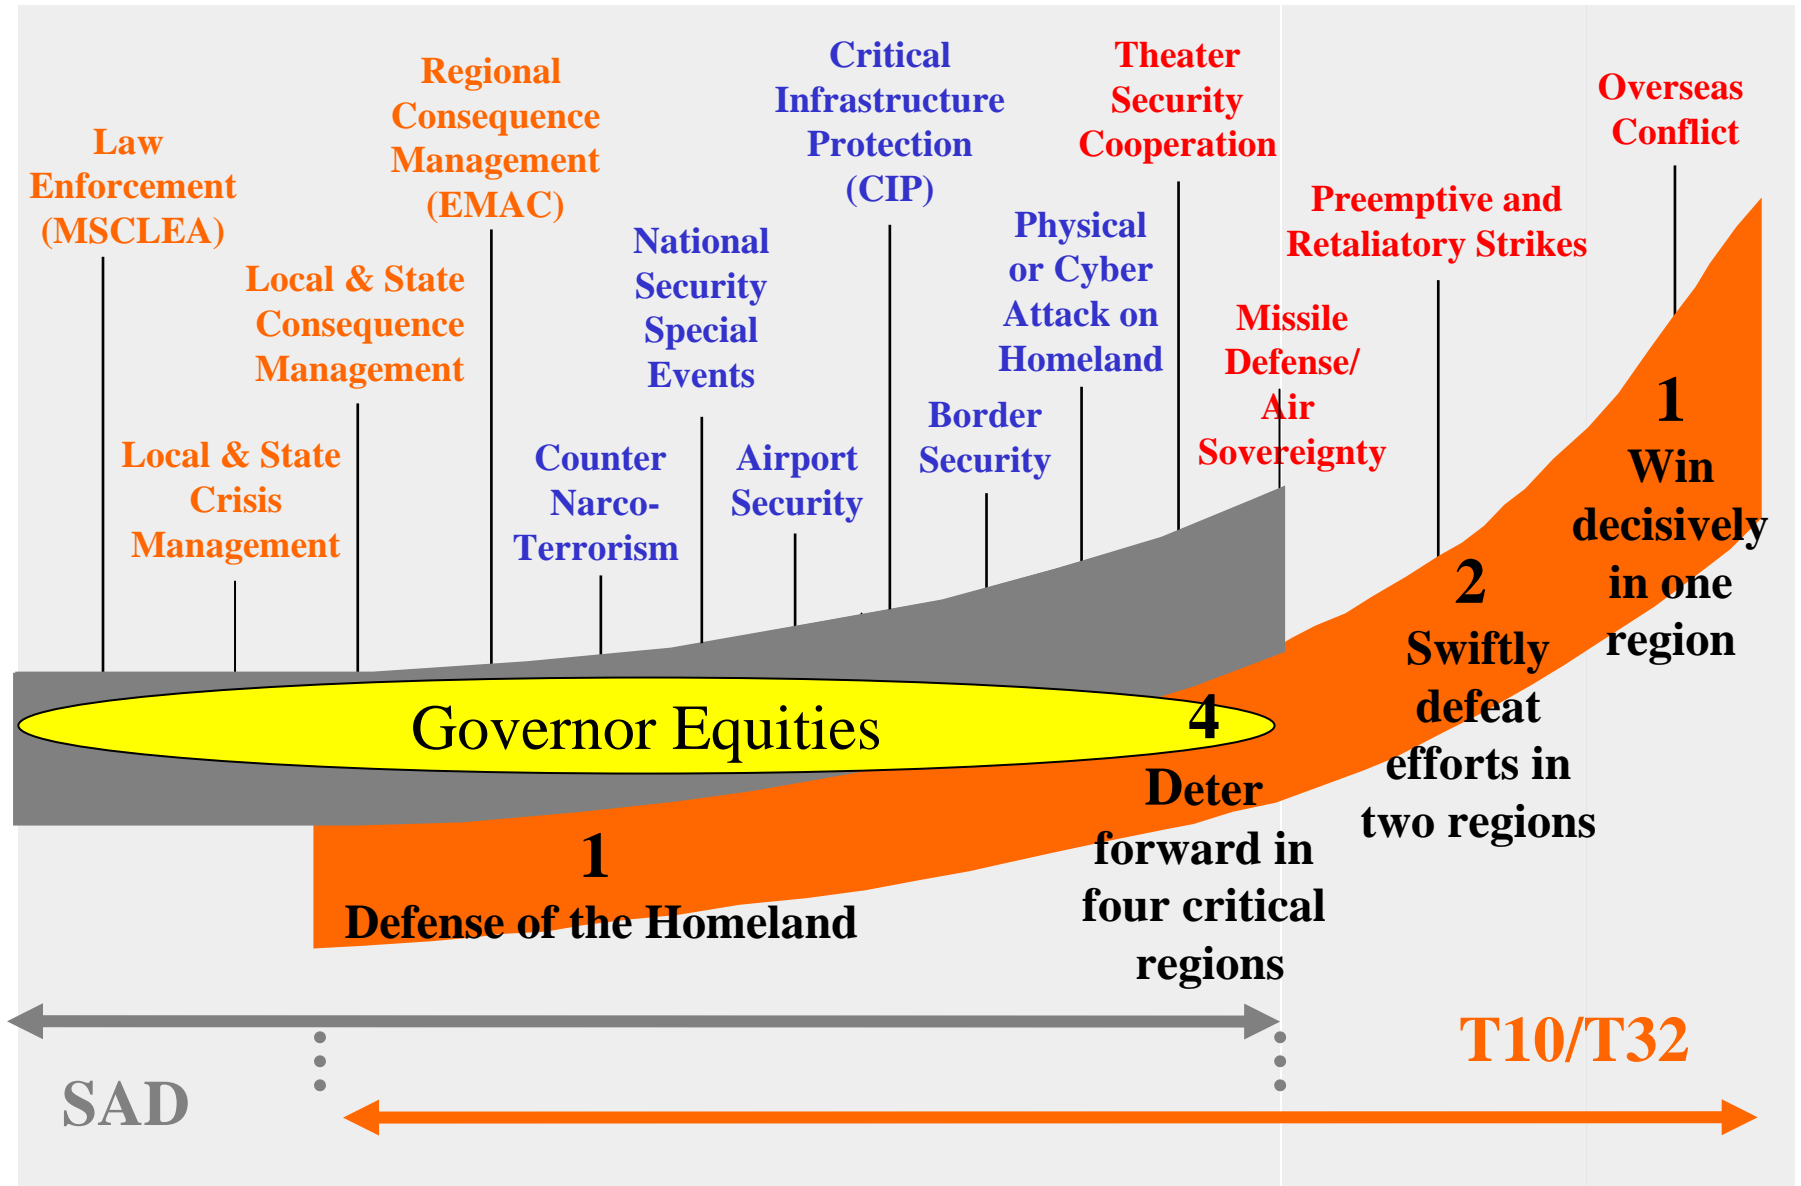 Law
Enforcement
(MSCLEA)
Local & State
Crisis
Management
Local & State
Consequence
Management
Regional
Consequence
Management
(EMAC)
Counter
Narco-
Terrorism
National
Security
Special
Events
Airport
Security
Critical
Infrastructure
Protection
(CIP)
Border
Security
Physical
or Cyber
Attack on
Homeland
Theater
Security
Cooperation
Missile
Defense/
Air
Sovereignty
Preemptive and
Retaliatory Strikes
Overseas
Conflict
Governor Equities
1
Defense of the Homeland
4
Deter
forward in
four critical
regions
2
Swiftly
defeat
efforts in
two regions
1
Win
decisively
in one
region
SAD
T10/T32